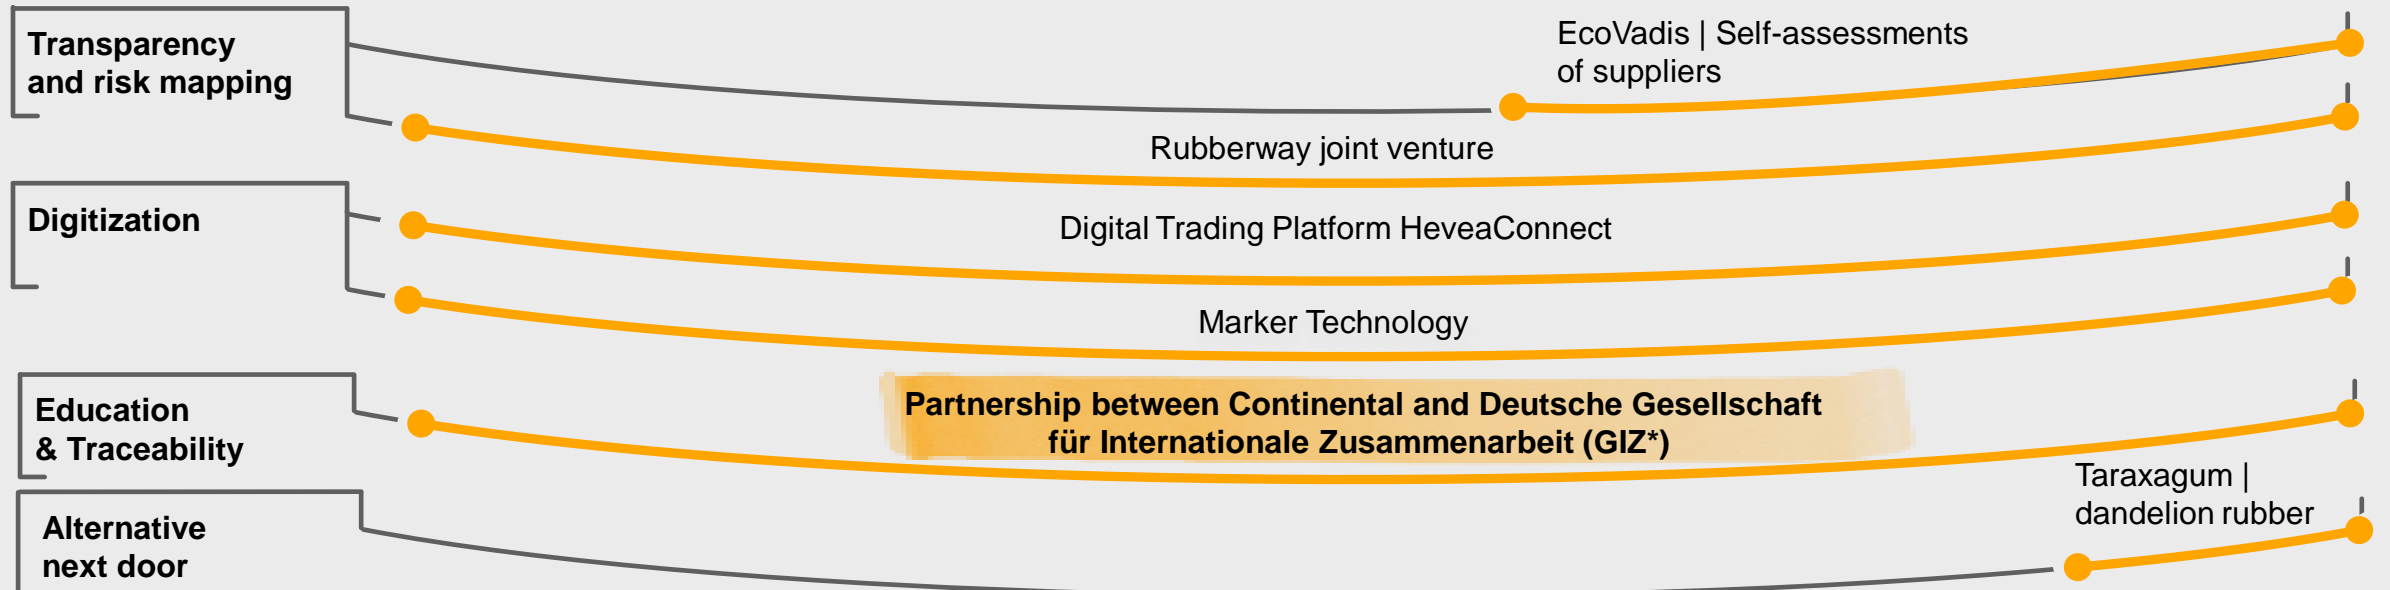 Transparency
and risk mapping
EcoVadis | Self-assessments
of suppliers
Rubberway joint venture
Digitization
Digital Trading Platform HeveaConnect
Marker Technology
Education
& Traceability
Partnership between Continental and Deutsche Gesellschaft
für Internationale Zusammenarbeit (GIZ*)
Alternative
next door
Taraxagum |
dandelion rubber